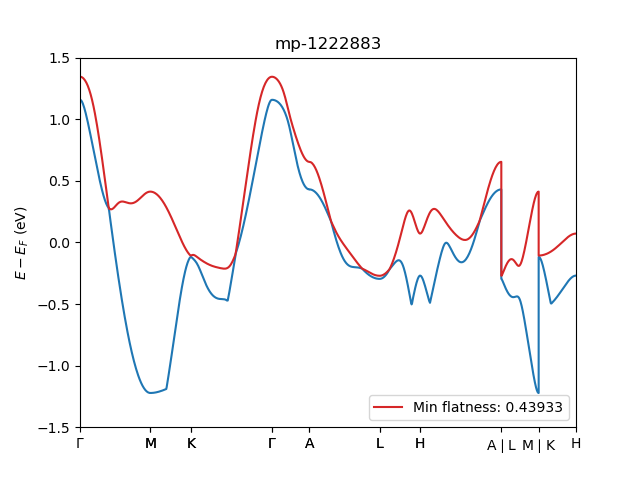 mp-1222883
1.5
1.0
0.5
0.0
−0.5
−1.0
−1.5
E − E_F (eV)
Min flatness: 0.43933
Γ M K Γ A L H A | L M | K H